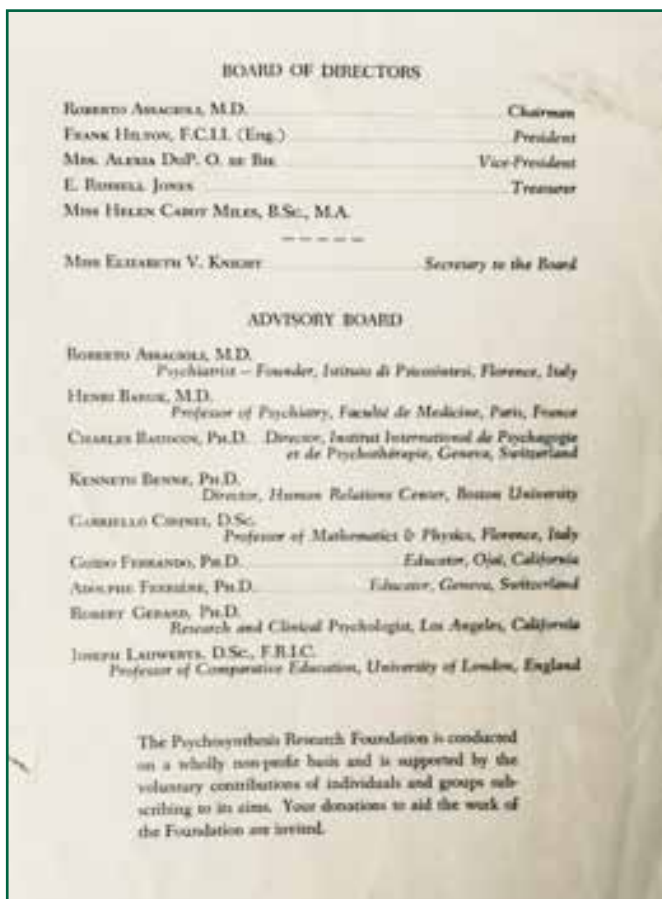 BOARD OF DIRECTORS
ROBERTO ASSAGIOLI, M.D. Chairman
FRANK HILTON, F.C.I.I. (Eng.) President
MRS. ALEXIA DUP. O. DE BIE Vice-President
E. RUSSELL JONES Treasurer
MISS HELEN CABOT MILES, B.SC., M.A.
– – – – –
MISS ELIZABETH V. KNIGHT Secretary to the Board
ADVISORY BOARD
ROBERTO ASSAGIOLI, M.D.
Psychiatrist – Founder, Istituto di Psicosintesi, Florence, Italy
HENRI BARUK, M.D.
Professor of Psychiatry, Faculté de Medicine, Paris, France
CHARLES BAUDOUIN, PH.D. Director, Institut International de Psychagogie
et de Psychothérapie, Geneva, Switzerland
KENNETH BENNE, PH.D.
Director, Human Relations Center, Boston University
GABRIELLO CIRINEI, D.SC.
Professor of Mathematics & Physics, Florence, Italy
GUIDO FERRANDO, PH.D. Educator, Ojai, California
ADOLPHE FERRIÈRE, PH.D. Educator, Geneva, Switzerland
ROBERT GERARD, PH.D.
Research and Clinical Psychologist, Los Angeles, California
JOSEPH LAUWERYS, D.SC., F.R.I.C.
Professor of Comparative Education, University of London, England
The Psychosynthesis Research Foundation is conducted
on a wholly non-profit basis and is supported by the
voluntary contributions of individuals and groups sub-
scribing to its aims. Your donations to aid the work of
the Foundation are invited.